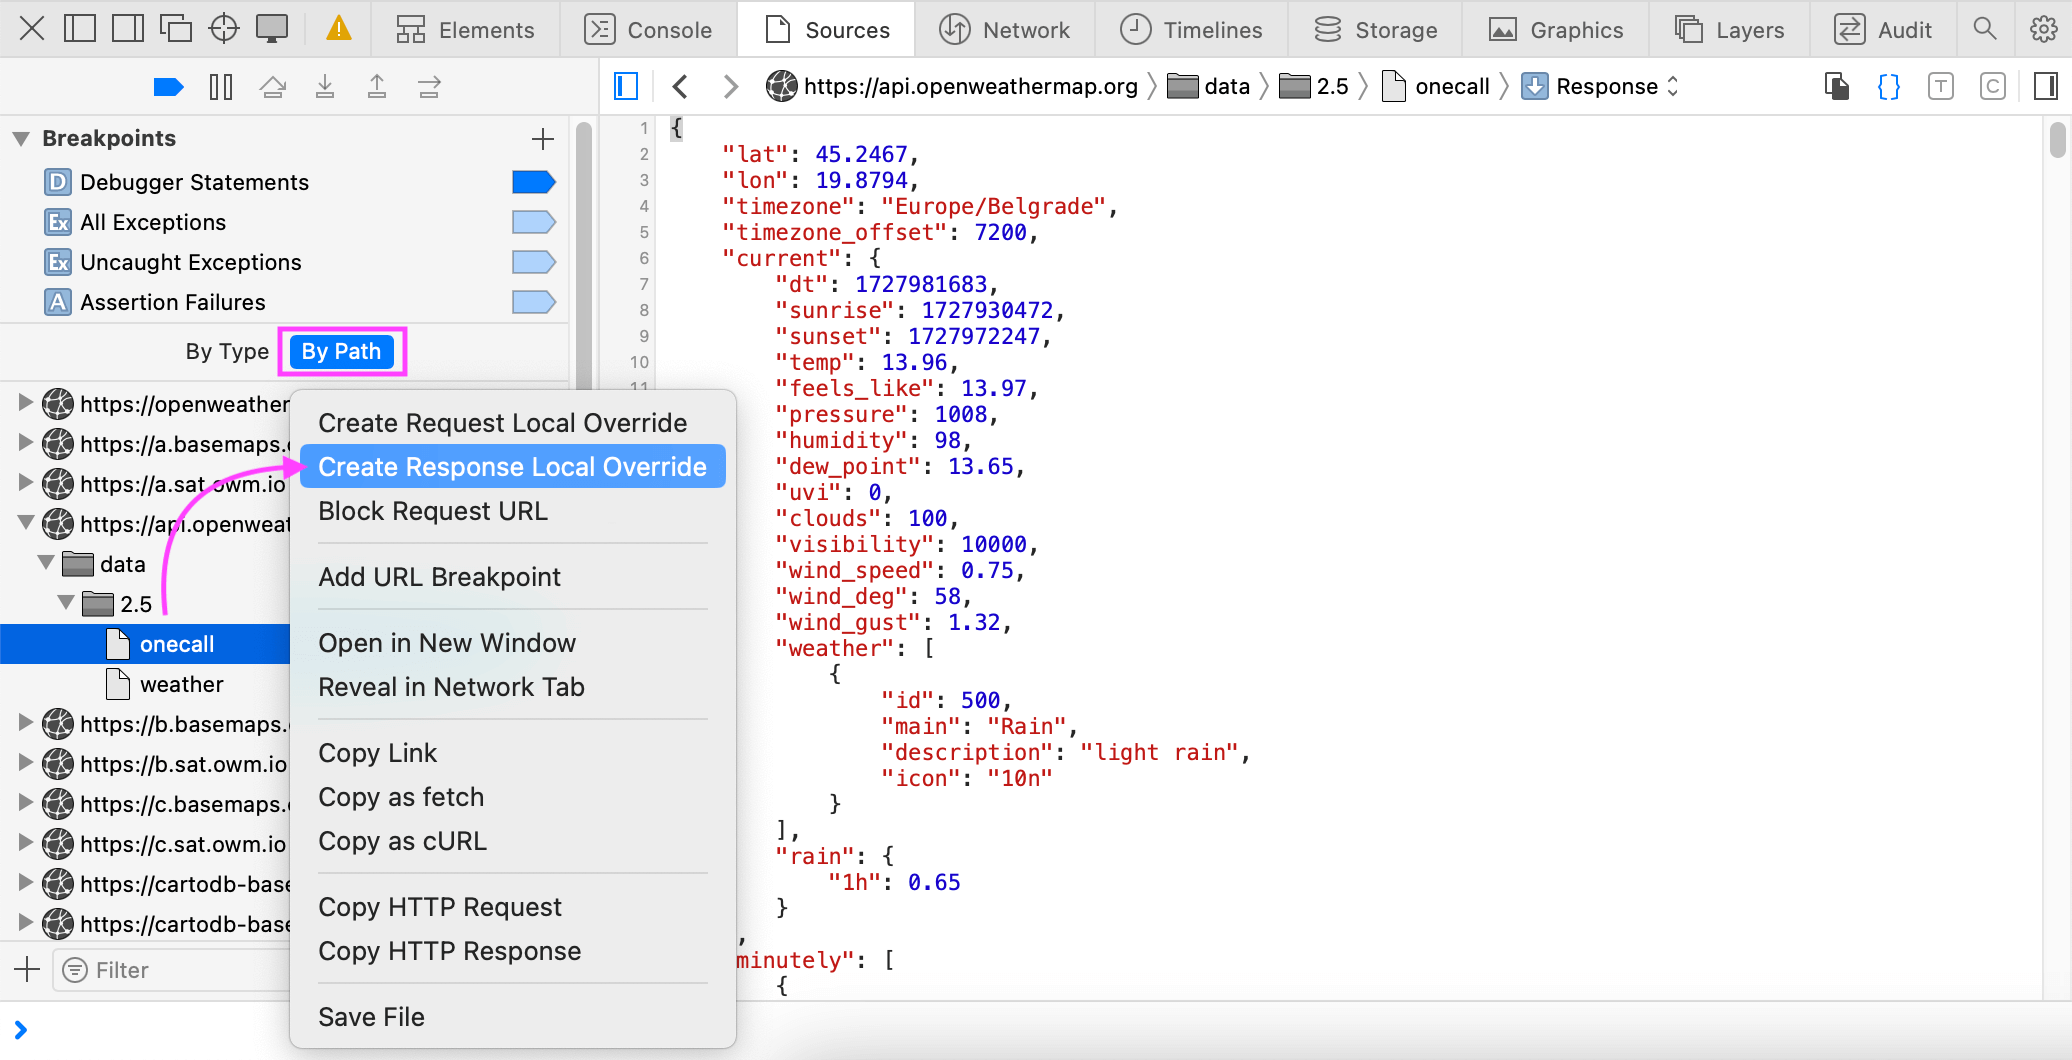 Elements
Console
Sources
Network
Timelines
Storage
Graphics
Layers
Audit
https://api.openweathermap.org
data
2.5
onecall
Response
T
C
Breakpoints
D Debugger Statements
Ex All Exceptions
Ex Uncaught Exceptions
A Assertion Failures
By Type
By Path
https://openweather
https://a.basemaps.
https://a.sat.owm.io
https://api.openweat
data
2.5
onecall
weather
https://b.basemaps.
https://b.sat.owm.io
https://c.basemaps.
https://c.sat.owm.io
https://cartodb-base
https://cartodb-base
Filter
Create Request Local Override
Create Response Local Override
Block Request URL
Add URL Breakpoint
Open in New Window
Reveal in Network Tab
Copy Link
Copy as fetch
Copy as cURL
Copy HTTP Request
Copy HTTP Response
Save File
1 {
2 "lat": 45.2467,
3 "lon": 19.8794,
4 "timezone": "Europe/Belgrade",
5 "timezone_offset": 7200,
6 "current": {
7 "dt": 1727981683,
8 "sunrise": 1727930472,
9 "sunset": 1727972247,
10 "temp": 13.96,
11 "feels_like": 13.97,
"pressure": 1008,
"humidity": 98,
"dew_point": 13.65,
"uvi": 0,
"clouds": 100,
"visibility": 10000,
"wind_speed": 0.75,
"wind_deg": 58,
"wind_gust": 1.32,
"weather": [
{
"id": 500,
"main": "Rain",
"description": "light rain",
"icon": "10n"
}
],
"rain": {
"1h": 0.65
}
,
minutely": [
{